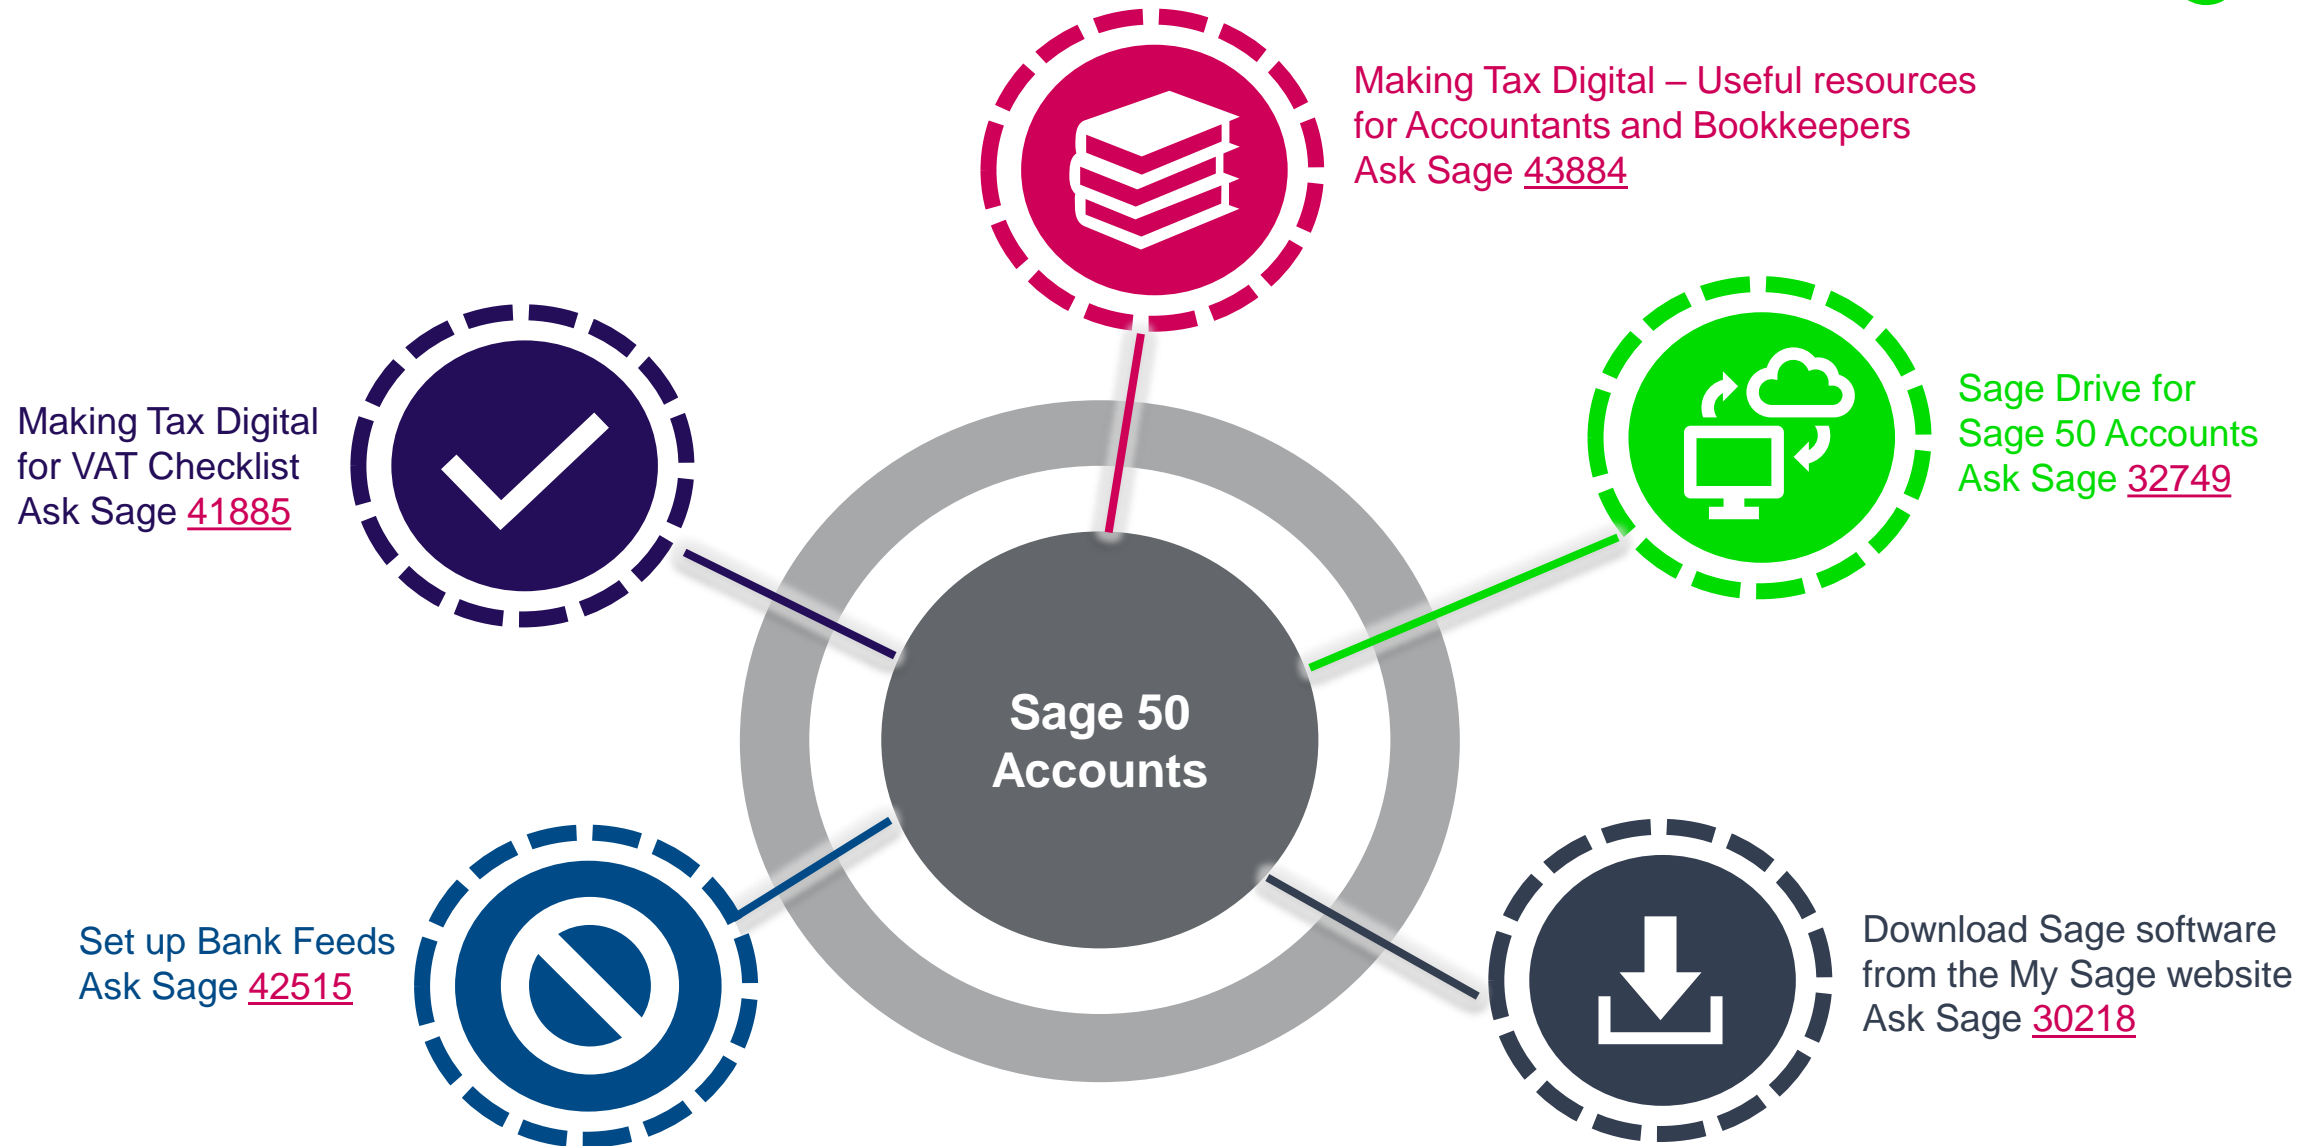 Making Tax Digital – Useful resources
for Accountants and Bookkeepers
Ask Sage 43884
Making Tax Digital
for VAT Checklist
Ask Sage 41885
Sage Drive for
Sage 50 Accounts
Ask Sage 32749
Sage 50
Accounts
Set up Bank Feeds
Ask Sage 42515
Download Sage software
from the My Sage website
Ask Sage 30218